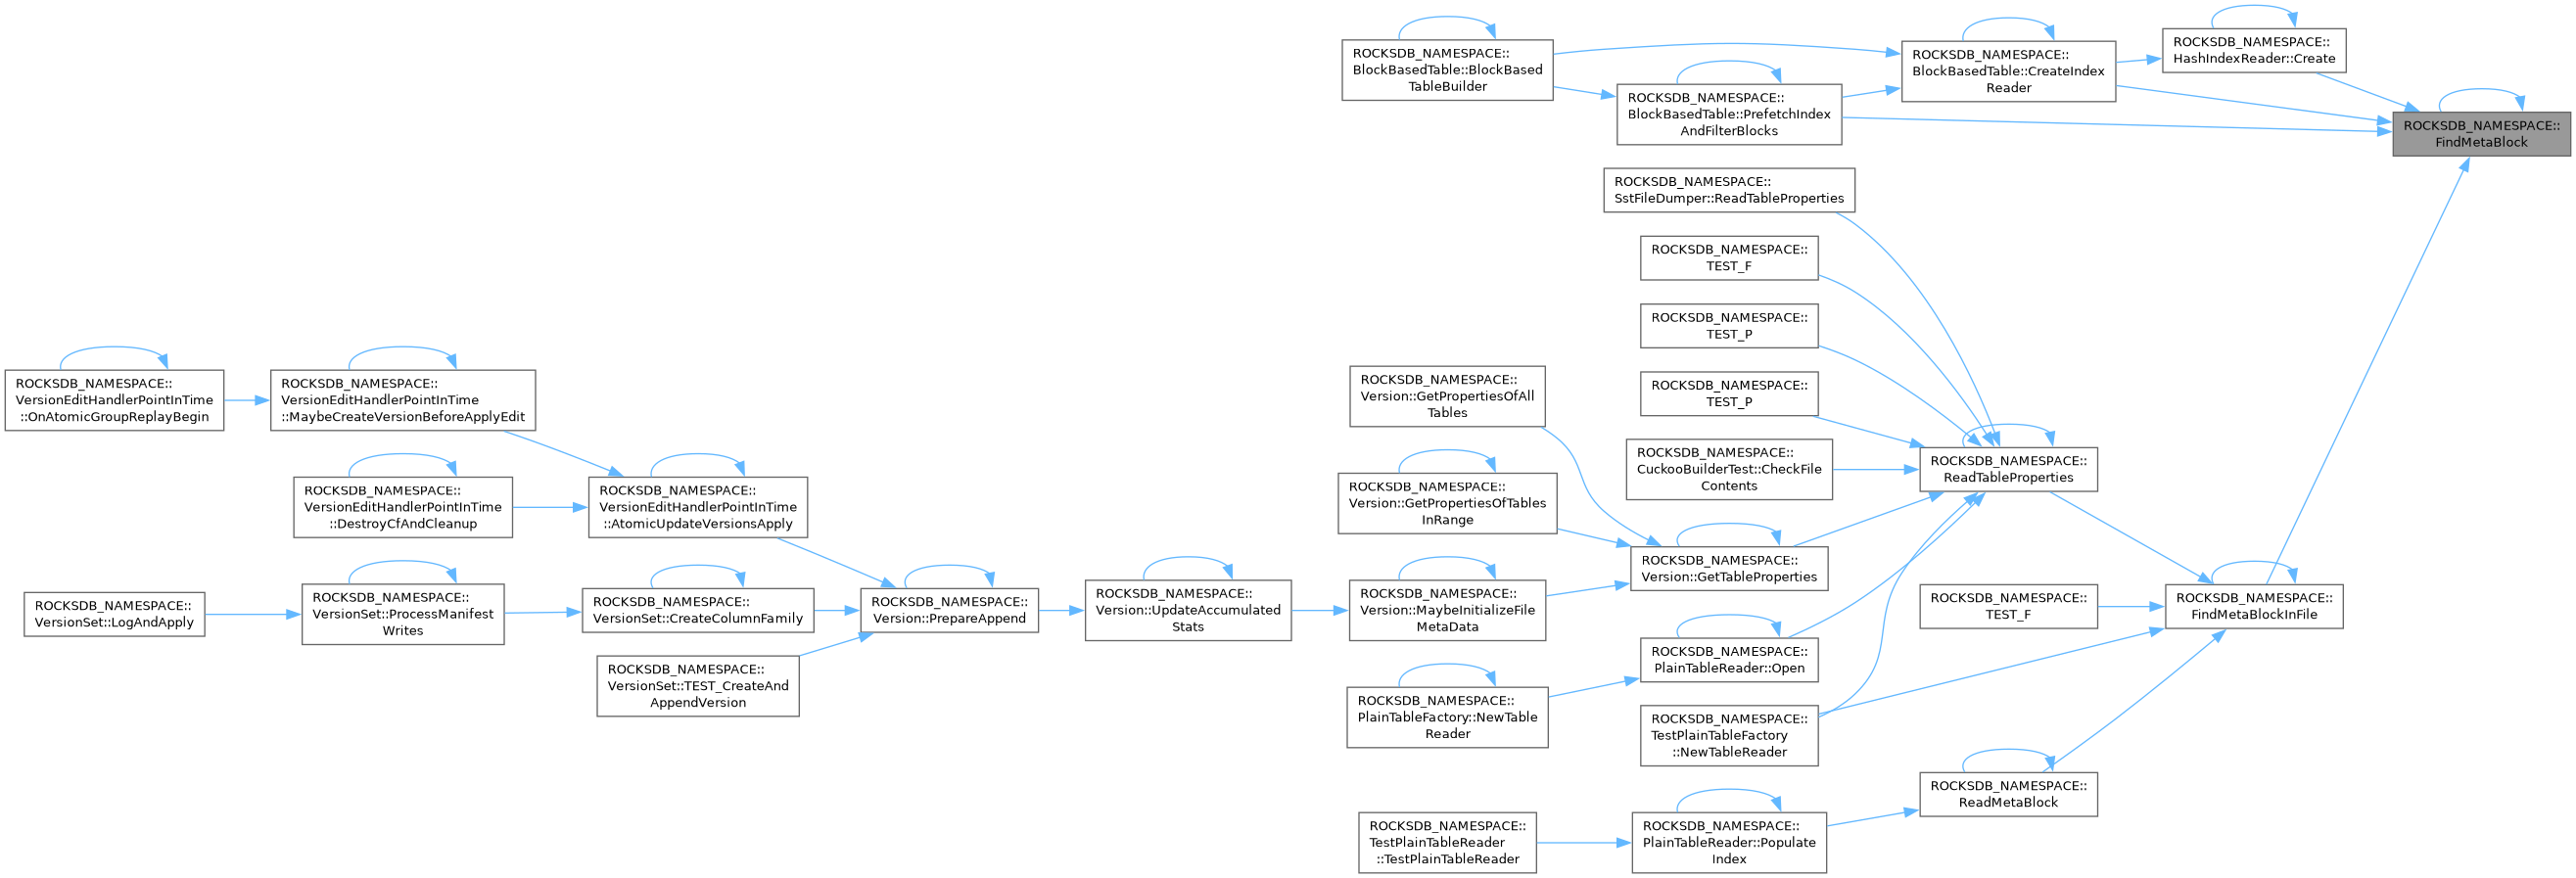 ROCKSDB_NAMESPACE::
BlockBasedTable::BlockBased
TableBuilder
ROCKSDB_NAMESPACE::
BlockBasedTable::CreateIndex
Reader
ROCKSDB_NAMESPACE::
HashIndexReader::Create
ROCKSDB_NAMESPACE::
BlockBasedTable::PrefetchIndex
AndFilterBlocks
ROCKSDB_NAMESPACE::
FindMetaBlock
ROCKSDB_NAMESPACE::
SstFileDumper::ReadTableProperties
ROCKSDB_NAMESPACE::
TEST_F
ROCKSDB_NAMESPACE::
TEST_P
ROCKSDB_NAMESPACE::
TEST_P
ROCKSDB_NAMESPACE::
CuckooBuilderTest::CheckFile
Contents
ROCKSDB_NAMESPACE::
ReadTableProperties
ROCKSDB_NAMESPACE::
Version::GetPropertiesOfAll
Tables
ROCKSDB_NAMESPACE::
Version::GetPropertiesOfTables
InRange
ROCKSDB_NAMESPACE::
Version::GetTableProperties
ROCKSDB_NAMESPACE::
VersionEditHandlerPointInTime
::OnAtomicGroupReplayBegin
ROCKSDB_NAMESPACE::
VersionEditHandlerPointInTime
::MaybeCreateVersionBeforeApplyEdit
ROCKSDB_NAMESPACE::
VersionEditHandlerPointInTime
::DestroyCfAndCleanup
ROCKSDB_NAMESPACE::
VersionEditHandlerPointInTime
::AtomicUpdateVersionsApply
ROCKSDB_NAMESPACE::
VersionSet::LogAndApply
ROCKSDB_NAMESPACE::
VersionSet::ProcessManifest
Writes
ROCKSDB_NAMESPACE::
VersionSet::CreateColumnFamily
ROCKSDB_NAMESPACE::
Version::PrepareAppend
ROCKSDB_NAMESPACE::
Version::UpdateAccumulated
Stats
ROCKSDB_NAMESPACE::
Version::MaybeInitializeFile
MetaData
ROCKSDB_NAMESPACE::
TEST_F
ROCKSDB_NAMESPACE::
FindMetaBlockInFile
ROCKSDB_NAMESPACE::
VersionSet::TEST_CreateAnd
AppendVersion
ROCKSDB_NAMESPACE::
PlainTableReader::Open
ROCKSDB_NAMESPACE::
PlainTableFactory::NewTable
Reader
ROCKSDB_NAMESPACE::
TestPlainTableFactory
::NewTableReader
ROCKSDB_NAMESPACE::
ReadMetaBlock
ROCKSDB_NAMESPACE::
TestPlainTableReader
::TestPlainTableReader
ROCKSDB_NAMESPACE::
PlainTableReader::Populate
Index